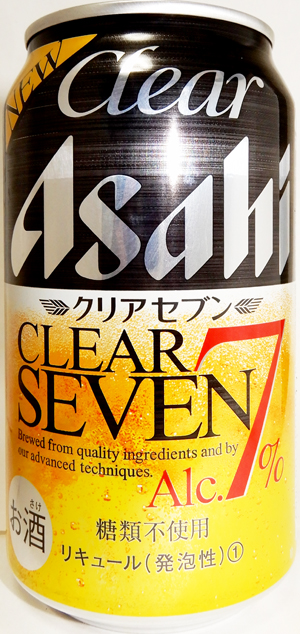 NEW
Clear
Asahi
クリアセブン
CLEAR
SEVEN
7%
Brewed from quality ingredients and by
our advanced techniques.
Alc.
さけ
お酒
糖類不使用
リキュール(発泡性)①